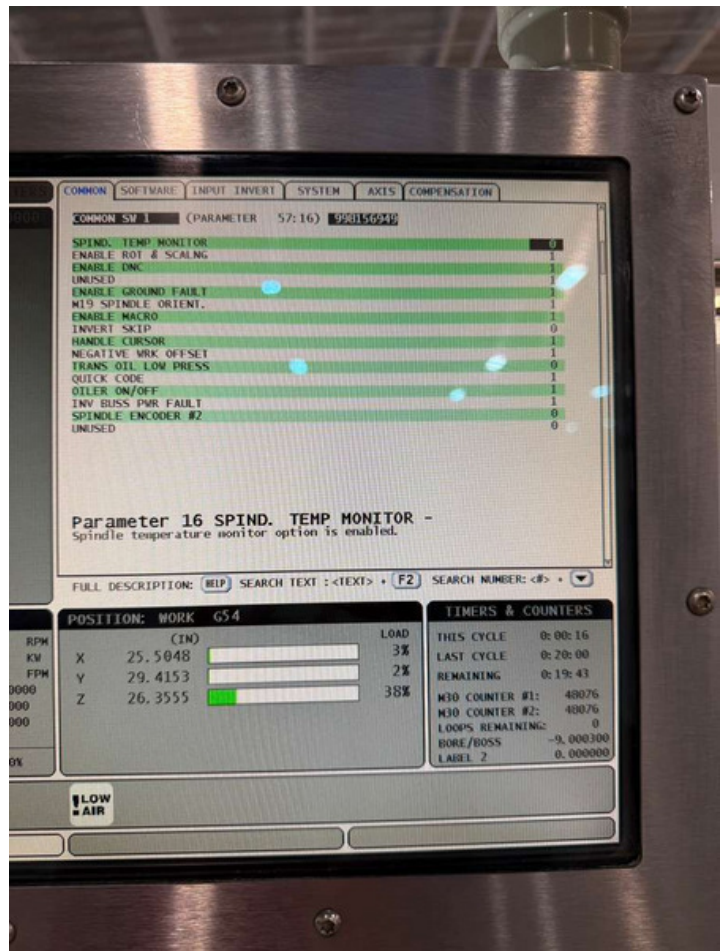 COMMON SOFTWARE INPUT INVERT SYSTEM AXIS COMPENSATION
COMMON SW 1 (PARAMETER 57:16) 998156949
SPIND. TEMP MONITOR 0
ENABLE ROT & SCALNG 1
ENABLE DNC 1
UNUSED 1
ENABLE GROUND FAULT 1
M19 SPINDLE ORIENT. 1
ENABLE MACRO 1
INVERT SKIP 0
HANDLE CURSOR 1
NEGATIVE WRK OFFSET 1
TRANS OIL LOW PRESS 0
QUICK CODE 1
OILER ON/OFF 1
INV BUSS PWR FAULT 1
SPINDLE ENCODER #2 0
UNUSED 0
Parameter 16 SPIND. TEMP MONITOR -
Spindle temperature monitor option is enabled.
FULL DESCRIPTION: HELP SEARCH TEXT : <TEXT> + F2 SEARCH NUMBER: <#> +
POSITION: WORK G54
(IN) LOAD
X 25.5048 3%
Y 29.4153 2%
Z 26.3555 38%
RPM
KW
FPM
0000
000
000
0%
TIMERS & COUNTERS
THIS CYCLE 0:00:16
LAST CYCLE 0:20:00
REMAINING 0:19:43
M30 COUNTER #1: 48076
M30 COUNTER #2: 48076
LOOPS REMAINING: 0
BORE/BOSS -9.000300
LABEL 2 0.000000
! LOW
AIR